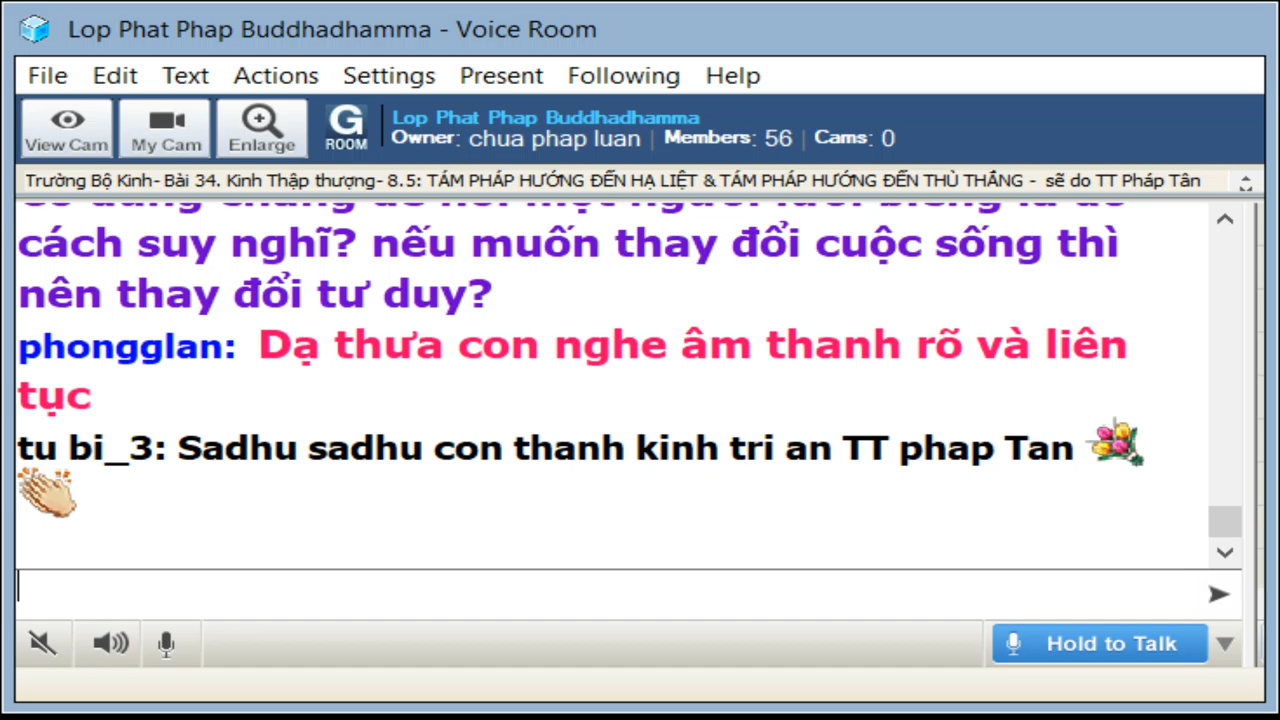 Lop Phat Phap Buddhadhamma - Voice Room
File Edit Text Actions Settings Present Following Help
View Cam My Cam Enlarge G ROOM
Lop Phat Phap Buddhadhamma
Owner: chua phap luan | Members: 56 | Cams: 0
Trường Bộ Kinh- Bài 34. Kinh Thập thượng- 8.5: TÁM PHÁP HƯỚNG ĐẾN HẠ LIỆT & TÁM PHÁP HƯỚNG ĐẾN THÙ THẮNG - sẽ do TT Pháp Tân
cách suy nghĩ? nếu muốn thay đổi cuộc sống thì
nên thay đổi tư duy?
phongglan: Dạ thưa con nghe âm thanh rõ và liên
tục
tu bi_3: Sadhu sadhu con thanh kinh tri an TT phap Tan
Hold to Talk